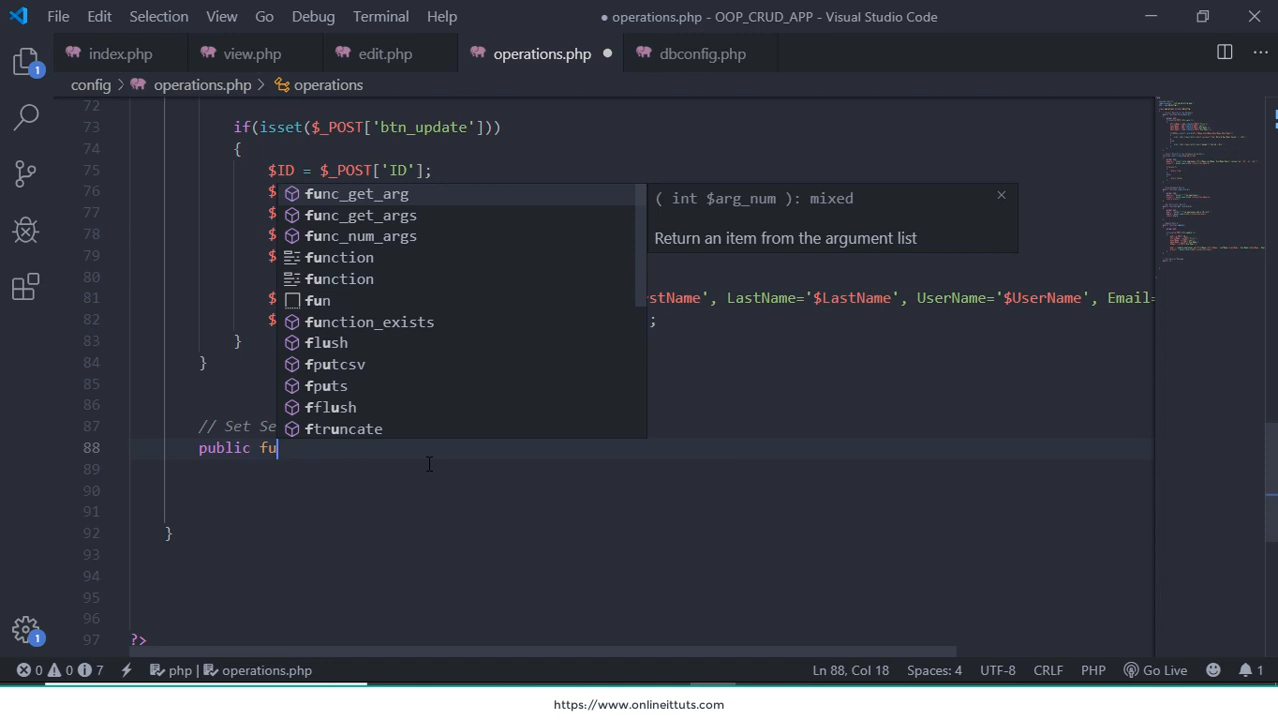 File Edit Selection View Go Debug Terminal Help ● operations.php - OOP_CRUD_APP - Visual Studio Code
index.php view.php edit.php operations.php ● dbconfig.php
config > operations.php > operations
72
73 if(isset($_POST['btn_update']))
74 {
75 $ID = $_POST['ID'];
76 $
77 $
78 $
79 $
80
81 $ stName', LastName='$LastName', UserName='$UserName', Email=
82 $ ;
83 }
84 }
85
86
87 // Set Se
88 public fu
89
90
91
92 }
93
94
95
96
97 ?>
func_get_arg
func_get_args
func_num_args
function
function
fun
function_exists
flush
fputcsv
fputs
fflush
ftruncate
( int $arg_num ): mixed
Return an item from the argument list
1
1
0 0 7 php | operations.php Ln 88, Col 18 Spaces: 4 UTF-8 CRLF PHP Go Live 1
https://www.onlineittuts.com